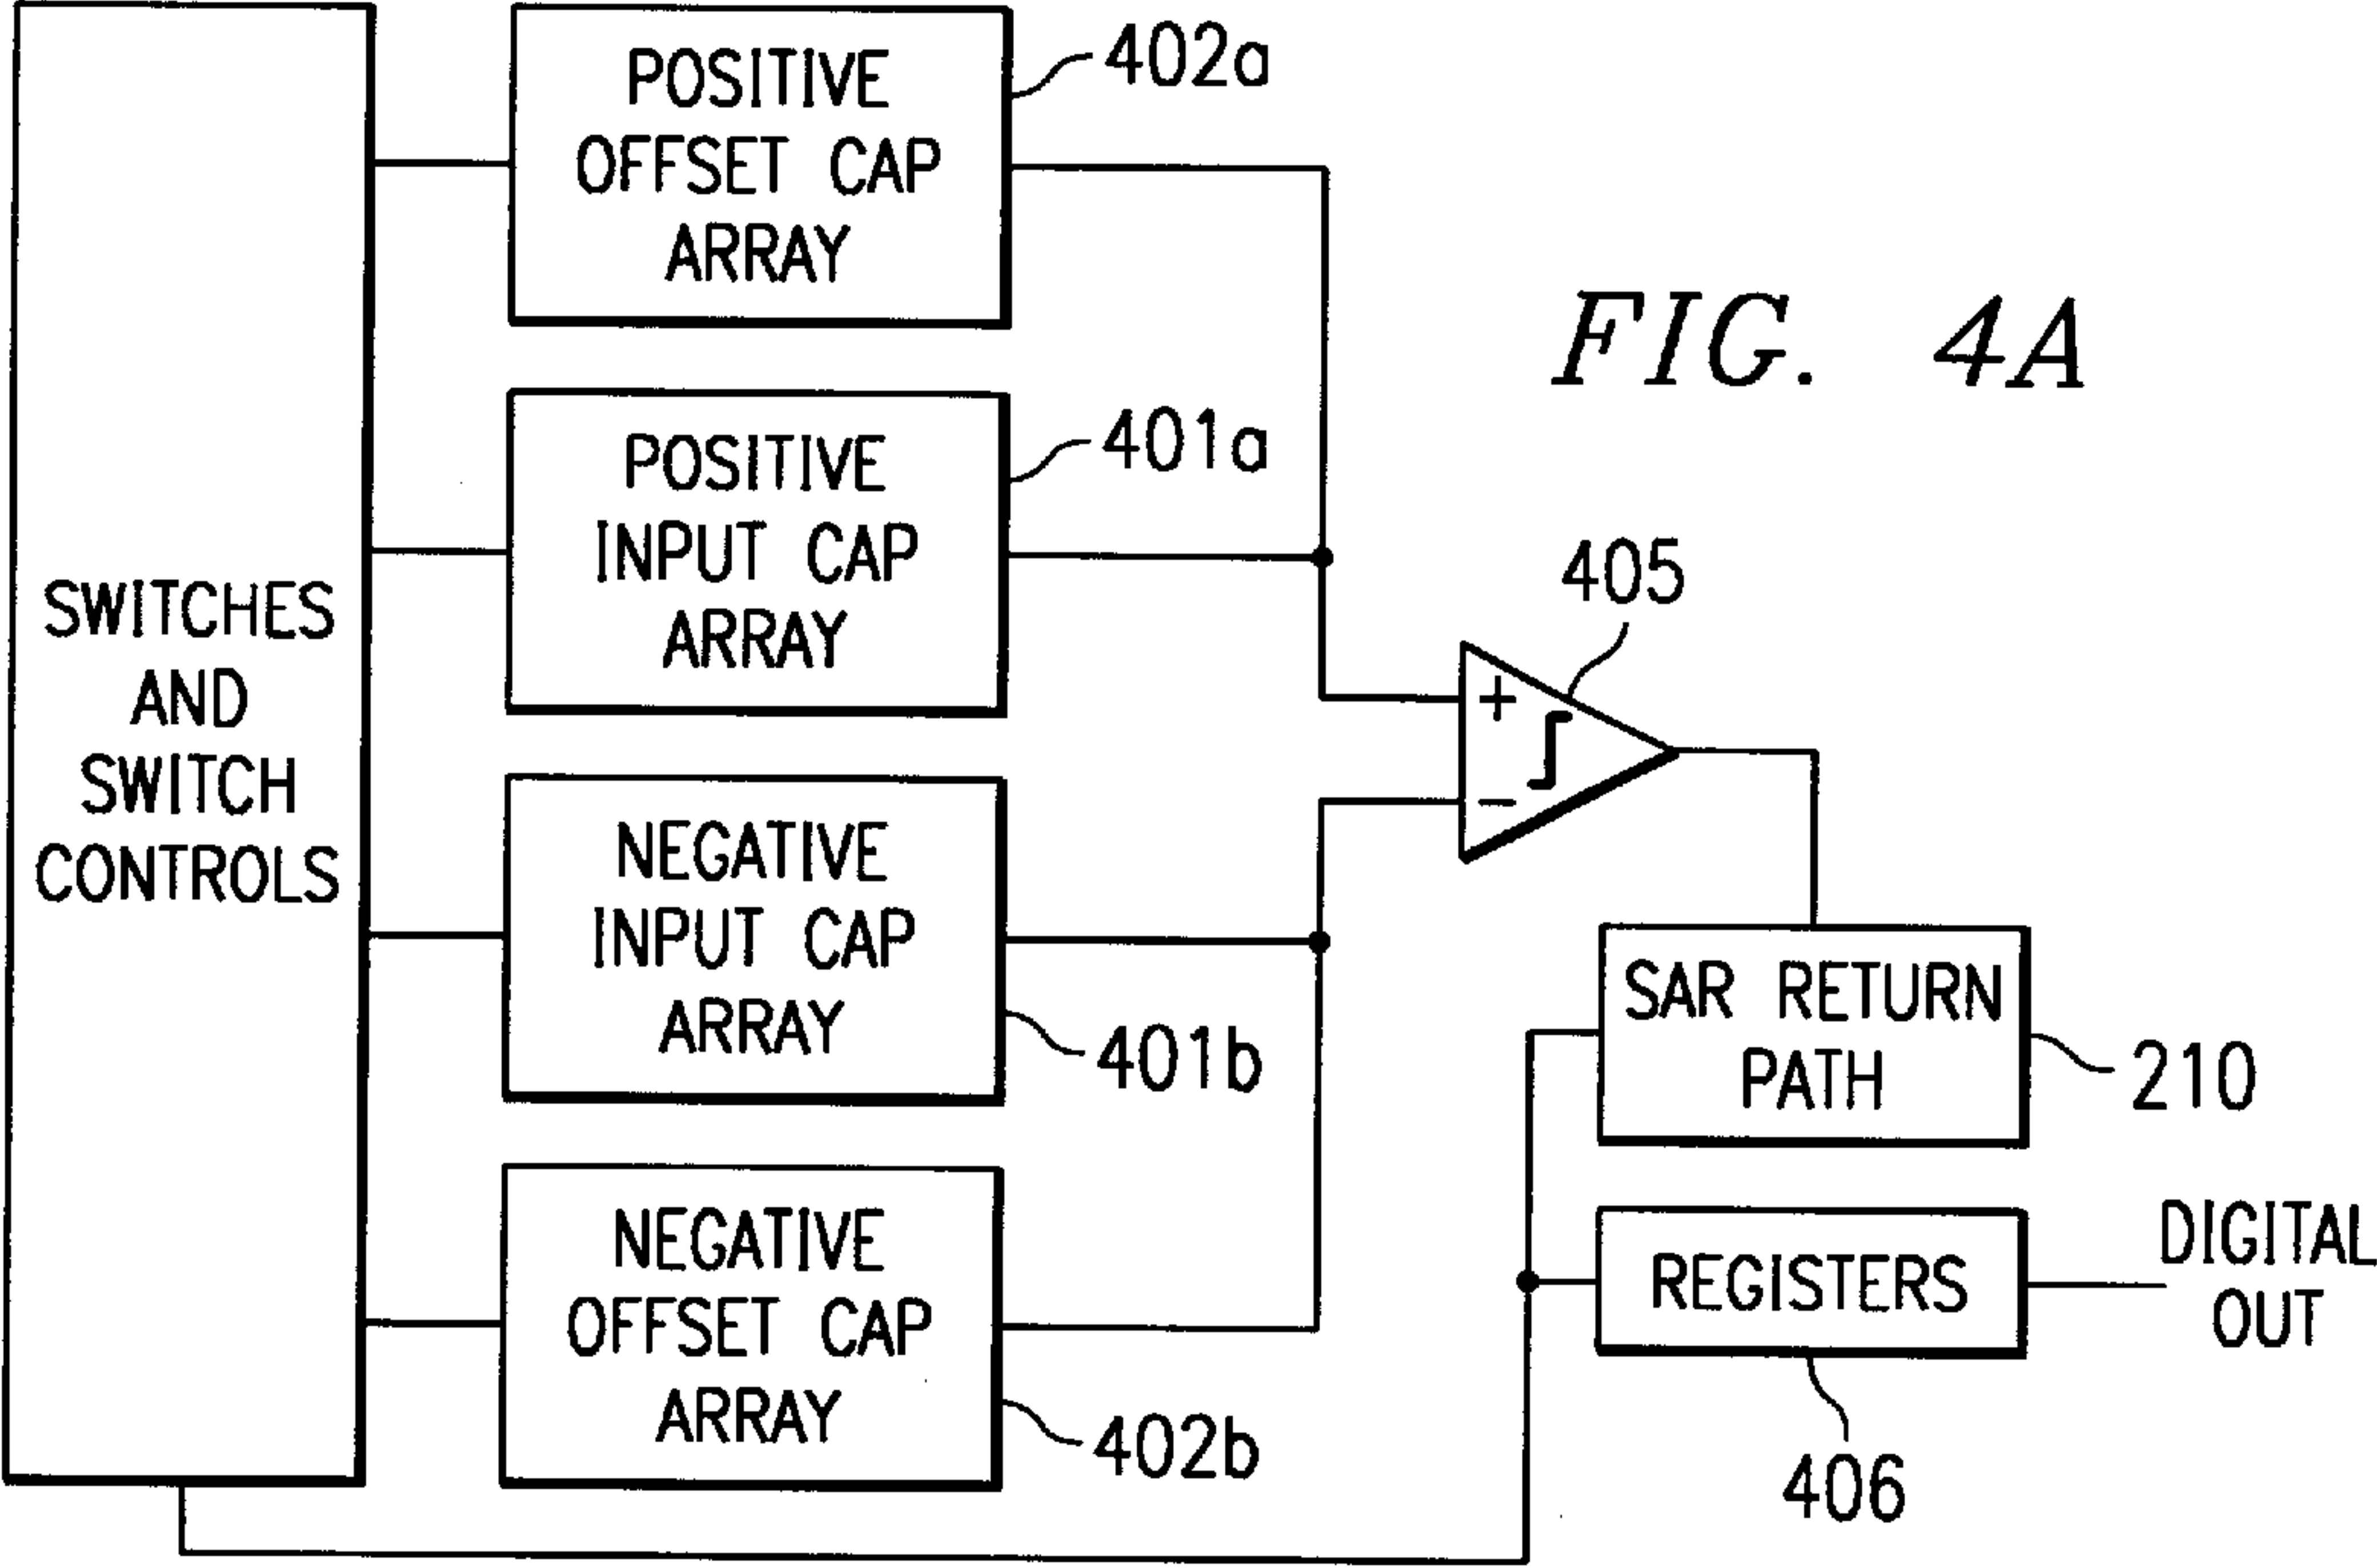 SWITCHES
AND
SWITCH
CONTROLS
POSITIVE
OFFSET CAP
ARRAY
402a
POSITIVE
INPUT CAP
ARRAY
401a
NEGATIVE
INPUT CAP
ARRAY
401b
NEGATIVE
OFFSET CAP
ARRAY
402b
FIG. 4A
405
+
−
SAR RETURN
PATH
210
REGISTERS
406
DIGITAL
OUT